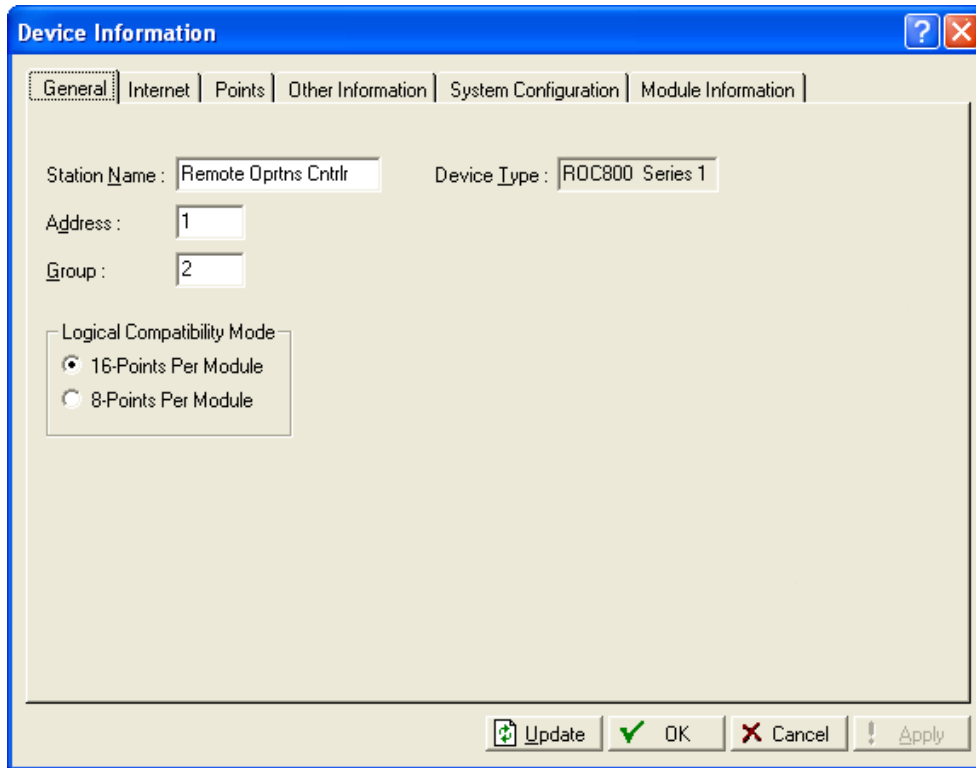 Device Information
General Internet Points Other Information System Configuration Module Information
Station Name : Remote Oprtns Cntrlr Device Type : ROC800 Series 1
Address : 1
Group : 2
Logical Compatibility Mode
16-Points Per Module
8-Points Per Module
Update OK Cancel Apply